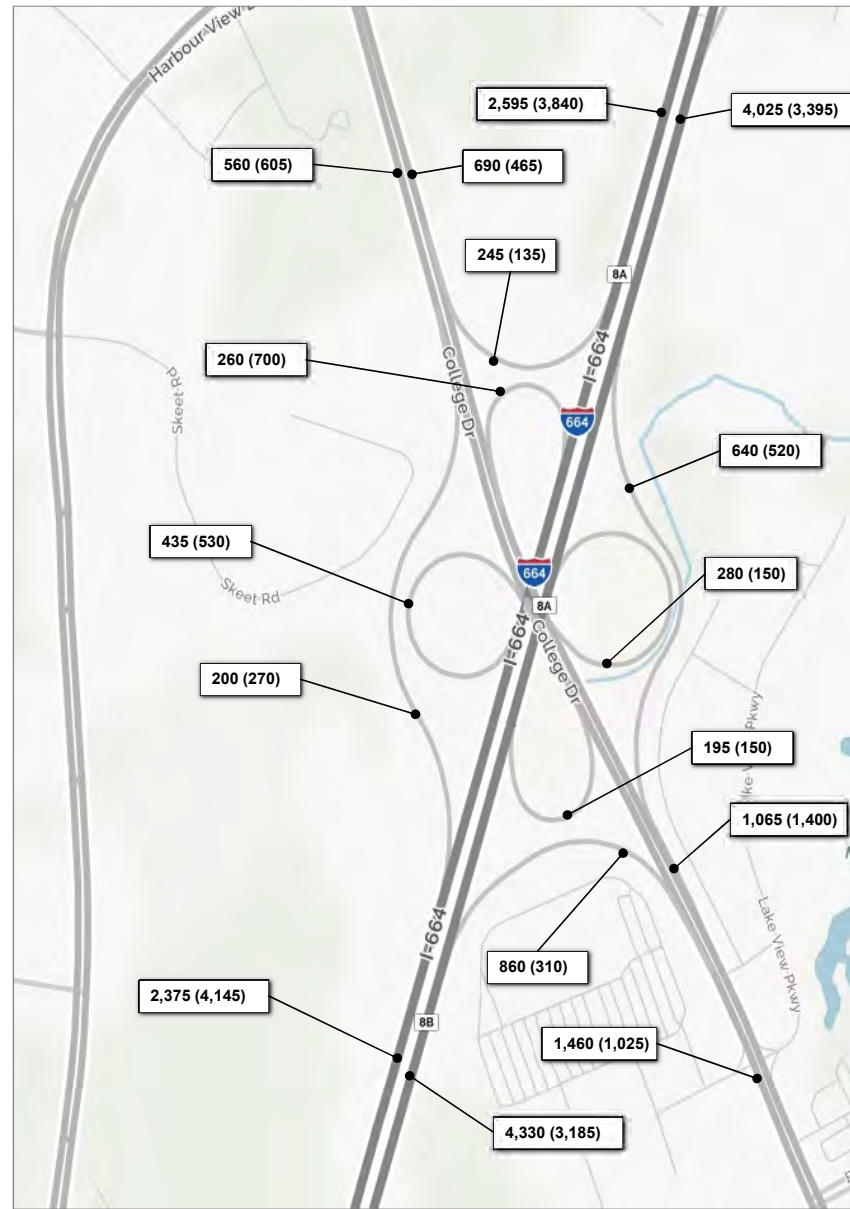 Harbour View
2,595 (3,840)
4,025 (3,395)
560 (605)
690 (465)
245 (135)
8A
I-664
260 (700)
College Dr
Skeet Rd
664
640 (520)
435 (530)
664
280 (150)
Skeet Rd
8A
I-664
College Dr
200 (270)
Pkwy
195 (150)
1,065 (1,400)
I-664
860 (310)
Lake View Pkwy
2,375 (4,145)
8B
1,460 (1,025)
4,330 (3,185)